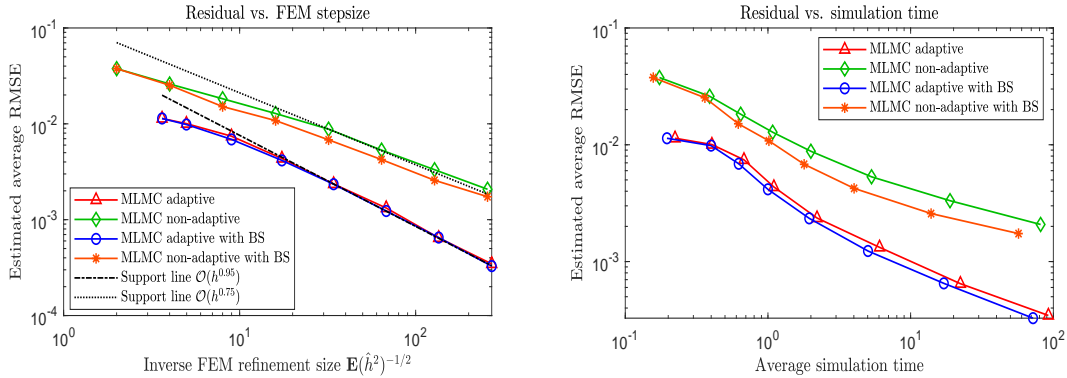 Residual vs. FEM stepsize
10^-1
10^-2
10^-3
10^-4
Estimated average RMSE
MLMC adaptive
MLMC non-adaptive
MLMC adaptive with BS
MLMC non-adaptive with BS
Support line O(h^0.95)
Support line O(h^0.75)
10^0
10^1
10^2
Inverse FEM refinement size E(ĥ^2)^-1/2
Residual vs. simulation time
10^-1
10^-2
10^-3
Estimated average RMSE
MLMC adaptive
MLMC non-adaptive
MLMC adaptive with BS
MLMC non-adaptive with BS
10^-1
10^0
10^1
10^2
Average simulation time